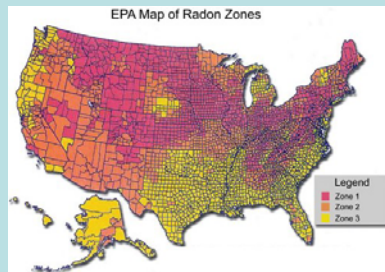 EPA Map of Radon Zones
Legend
Zone 1
Zone 2
Zone 3